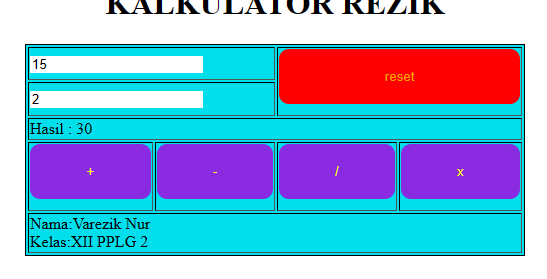 KALKULATOR REZIK
15
reset
2
Hasil : 30
+ - / x
Nama:Varezik Nur
Kelas:XII PPLG 2